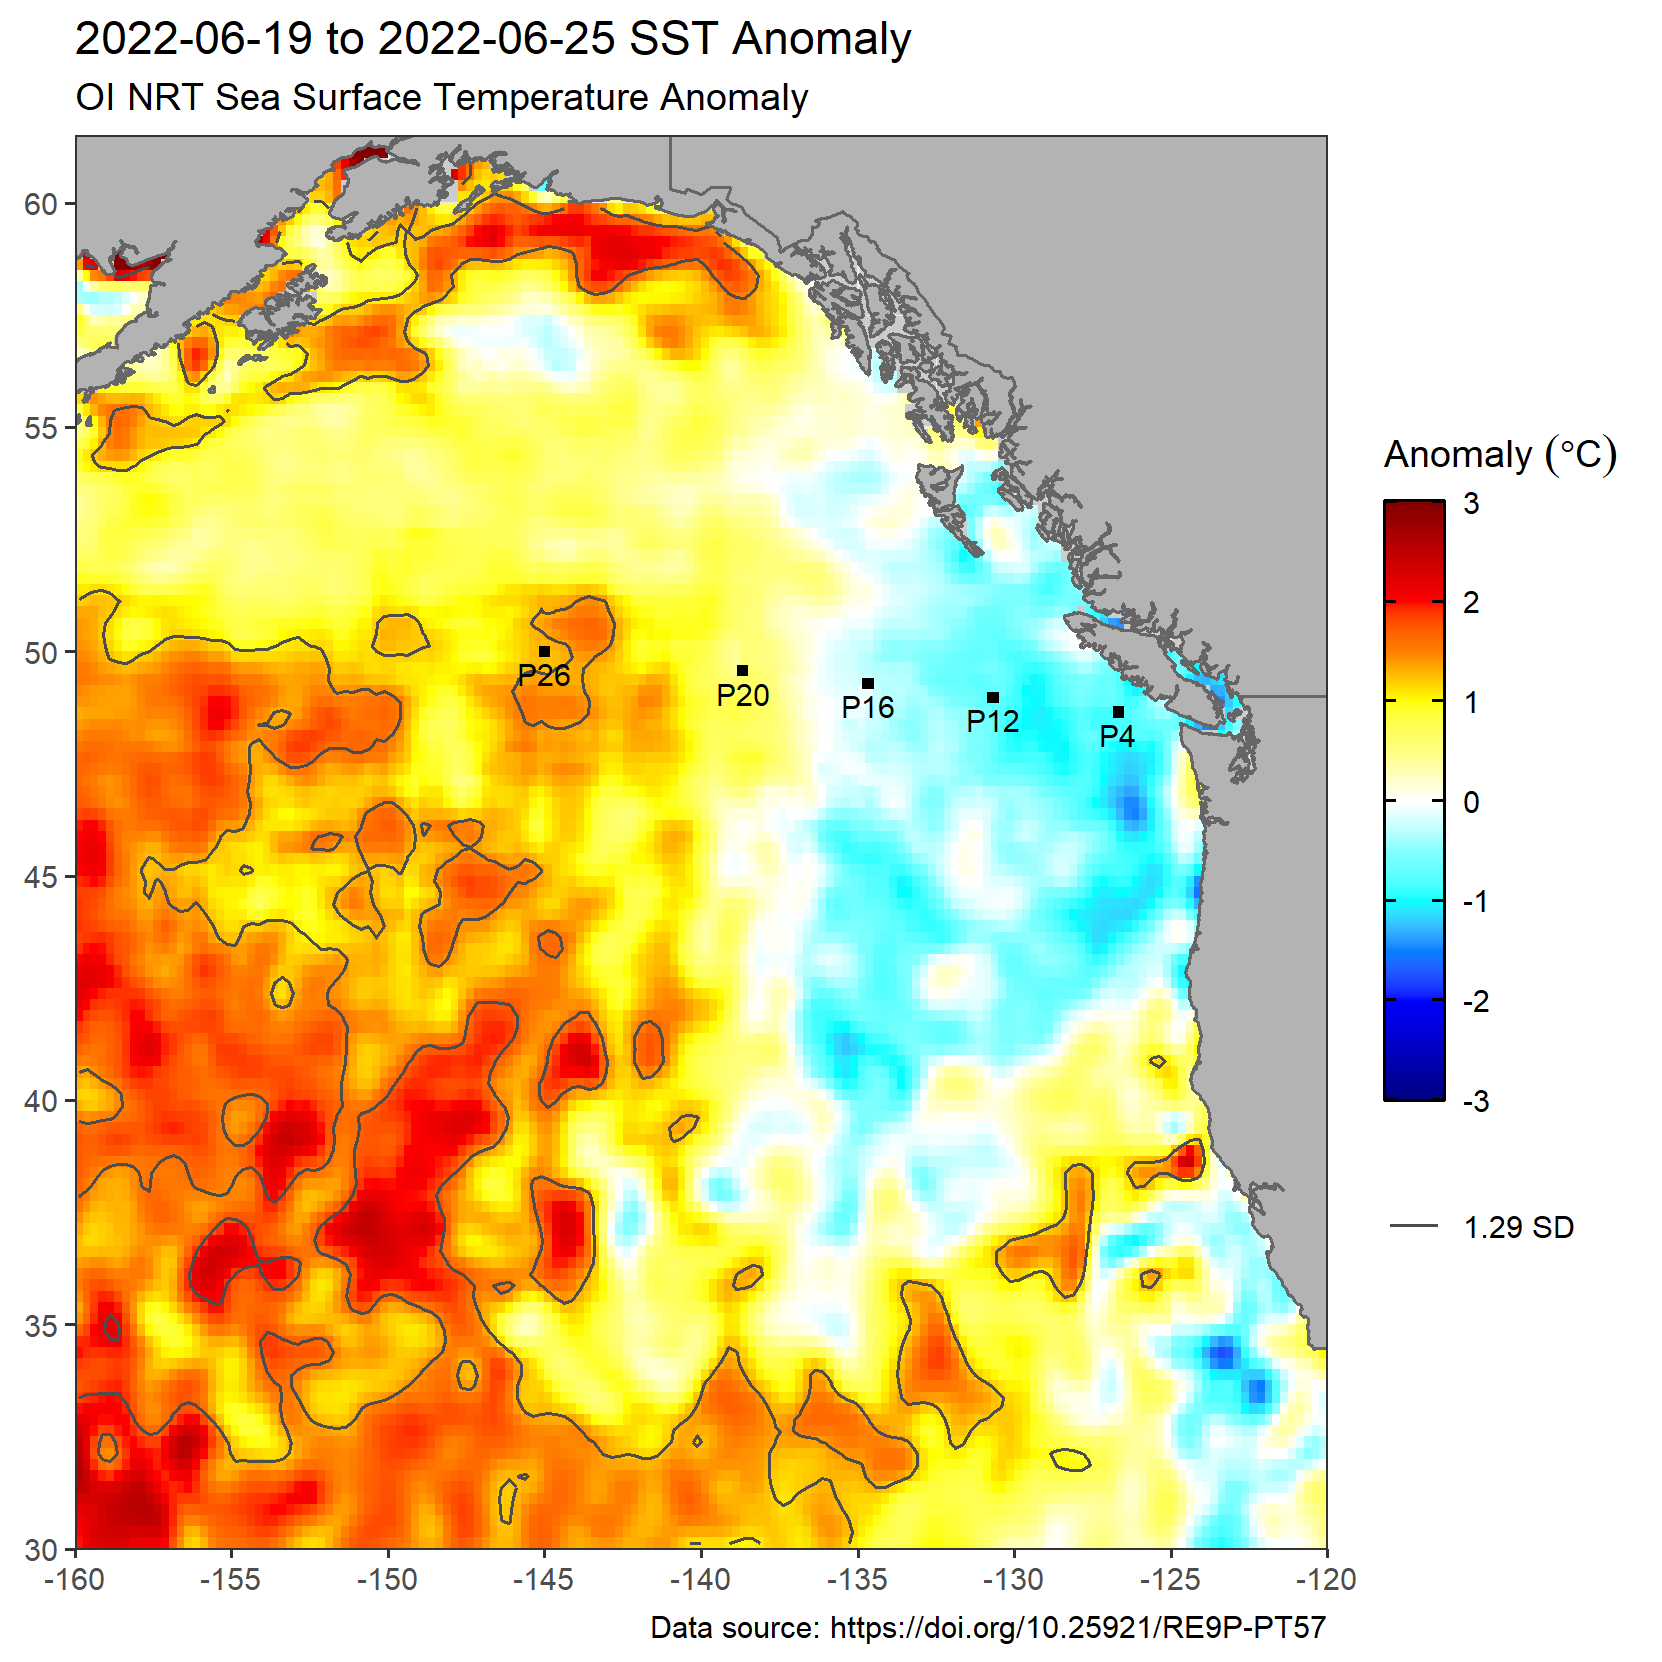 2022-06-19 to 2022-06-25 SST Anomaly
OI NRT Sea Surface Temperature Anomaly
60
55
50
45
40
35
30
-160
-155
-150
-145
-140
-135
-130
-125
-120
P26
P20
P16
P12
P4
Anomaly (°C)
3
2
1
0
-1
-2
-3
1.29 SD
Data source: https://doi.org/10.25921/RE9P-PT57